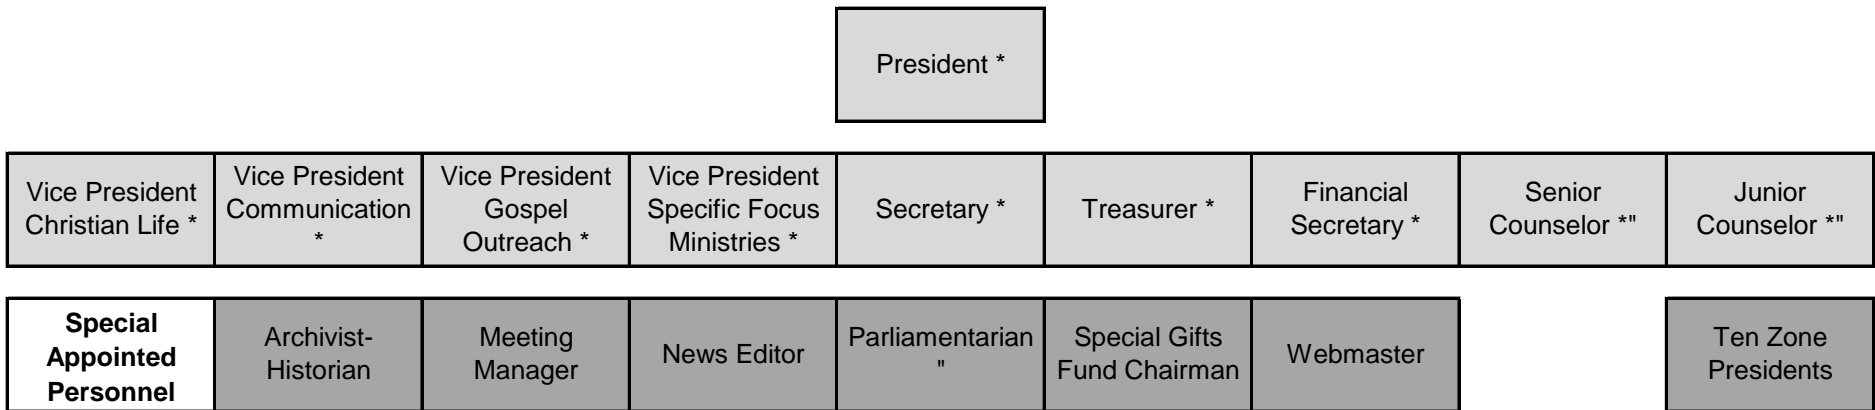 President *
Vice President
Christian Life *
Vice President
Communication
*
Vice President
Gospel
Outreach *
Vice President
Specific Focus
Ministries *
Secretary *
Treasurer *
Financial
Secretary *
Senior
Counselor *"
Junior
Counselor *"
Special
Appointed
Personnel
Archivist-
Historian
Meeting
Manager
News Editor
Parliamentarian
"
Special Gifts
Fund Chairman
Webmaster
Ten Zone
Presidents